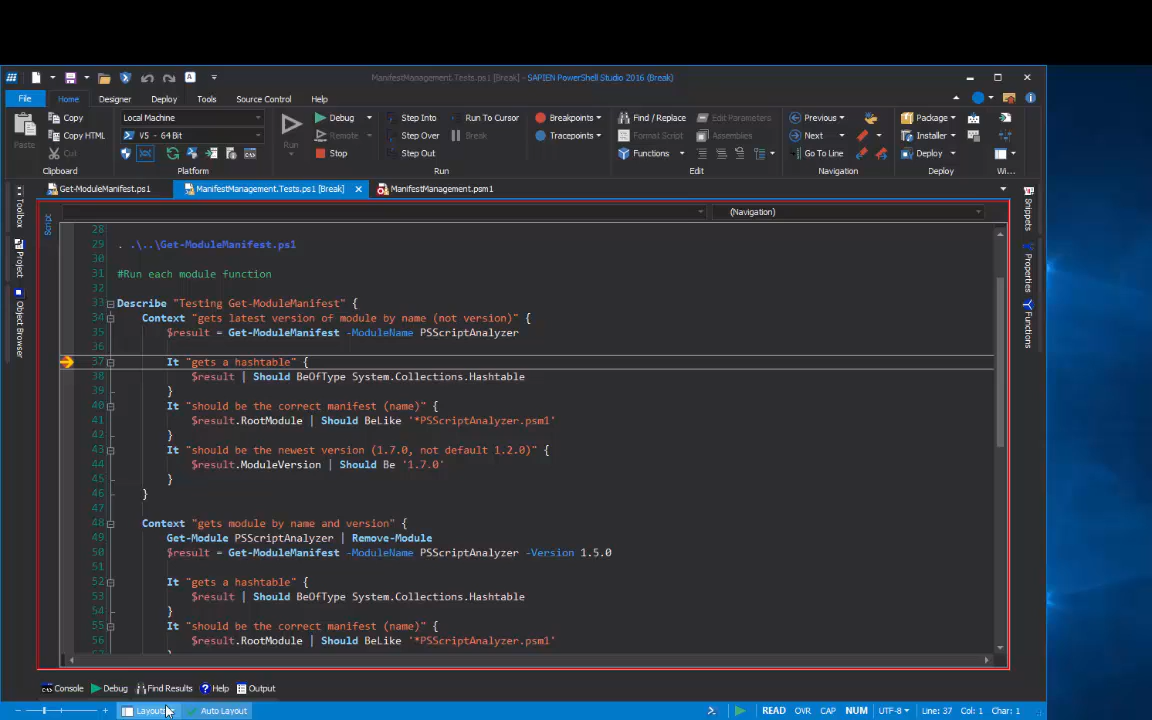 ManifestManagement.Tests.ps1 [Break] - SAPIEN PowerShell Studio 2016 (Break)
File Home Designer Deploy Tools Source Control Help
Paste Copy Copy HTML Cut Clipboard
Local Machine
V5 - 64 Bit
Platform
Run Debug Remote Stop Step Into Step Over Step Out Run To Cursor Break Run
Breakpoints Tracepoints
Find / Replace Format Script Functions Edit Parameters Assemblies Edit
Previous Next Go To Line Navigation
Package Installer Deploy Deploy
Wi...
Get-ModuleManifest.ps1 ManifestManagement.Tests.ps1 [Break] ManifestManagement.psm1
Toolbox
Project
Object Browser
Script
(Navigation)
28
29 . .\..\Get-ModuleManifest.ps1
30
31 #Run each module function
32
33 Describe "Testing Get-ModuleManifest" {
34 Context "gets latest version of module by name (not version)" {
35 $result = Get-ModuleManifest -ModuleName PSScriptAnalyzer
36
37 It "gets a hashtable" {
38 $result | Should BeOfType System.Collections.Hashtable
39 }
40 It "should be the correct manifest (name)" {
41 $result.RootModule | Should BeLike '*PSScriptAnalyzer.psm1'
42 }
43 It "should be the newest version (1.7.0, not default 1.2.0)" {
44 $result.ModuleVersion | Should Be '1.7.0'
45 }
46 }
47
48 Context "gets module by name and version" {
49 Get-Module PSScriptAnalyzer | Remove-Module
50 $result = Get-ModuleManifest -ModuleName PSScriptAnalyzer -Version 1.5.0
51
52 It "gets a hashtable" {
53 $result | Should BeOfType System.Collections.Hashtable
54 }
55 It "should be the correct manifest (name)" {
56 $result.RootModule | Should BeLike '*PSScriptAnalyzer.psm1'
Snippets
Properties
Functions
Console Debug Find Results Help Output
Layouts Auto Layout
READ OVR CAP NUM UTF-8 Line: 37 Col: 1 Char: 1